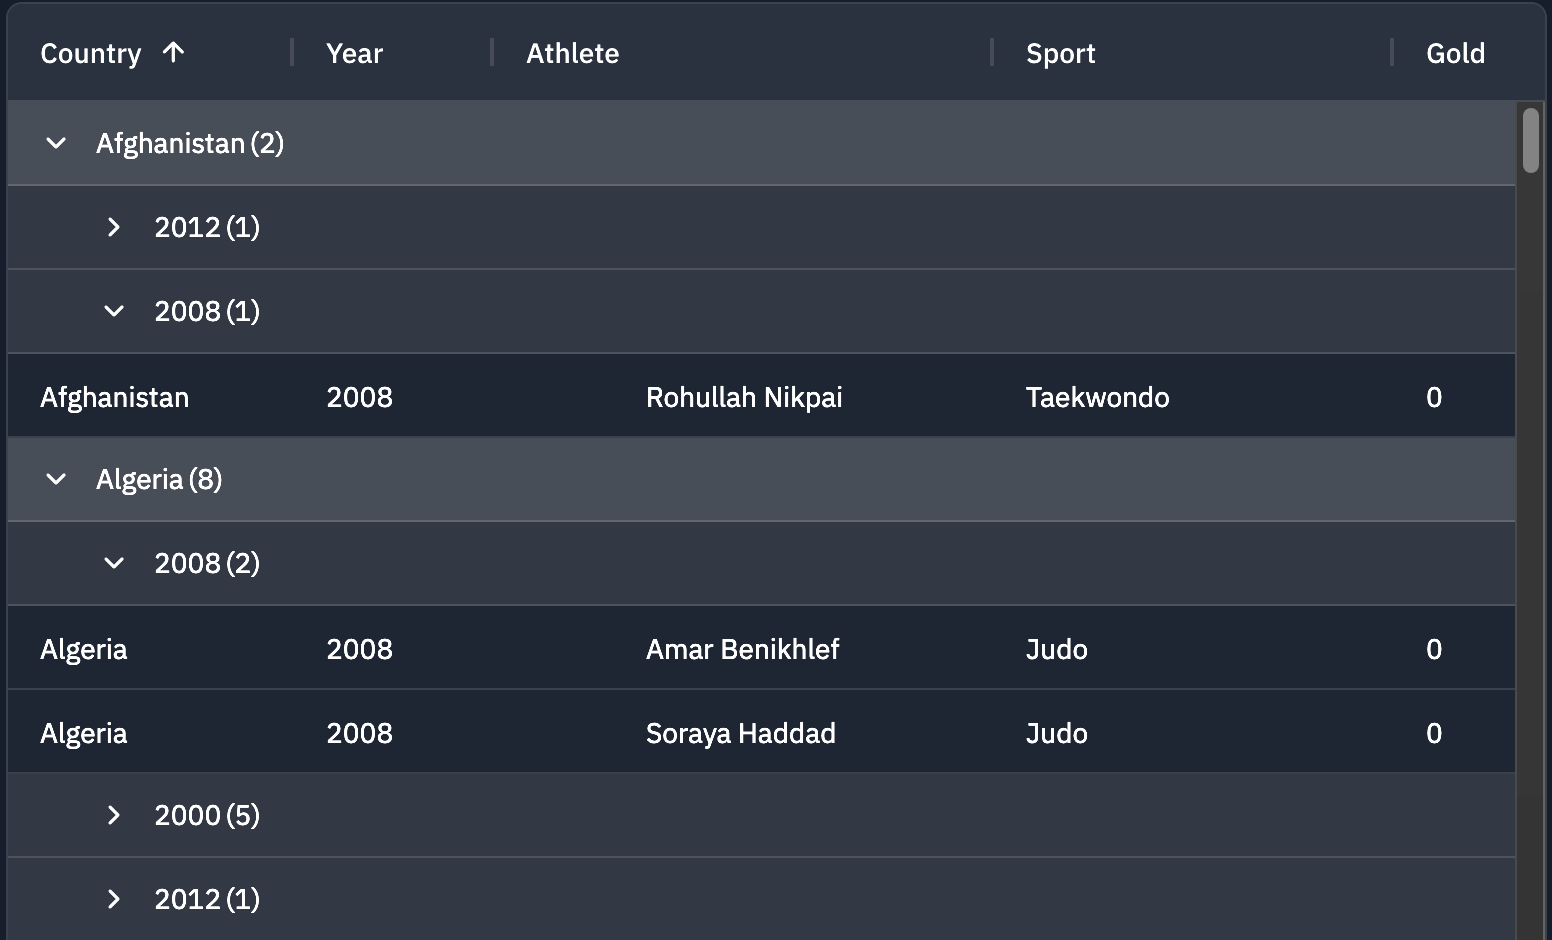 Country Year Athlete Sport Gold
Afghanistan (2)
2012 (1)
2008 (1)
Afghanistan 2008 Rohullah Nikpai Taekwondo 0
Algeria (8)
2008 (2)
Algeria 2008 Amar Benikhlef Judo 0
Algeria 2008 Soraya Haddad Judo 0
2000 (5)
2012 (1)